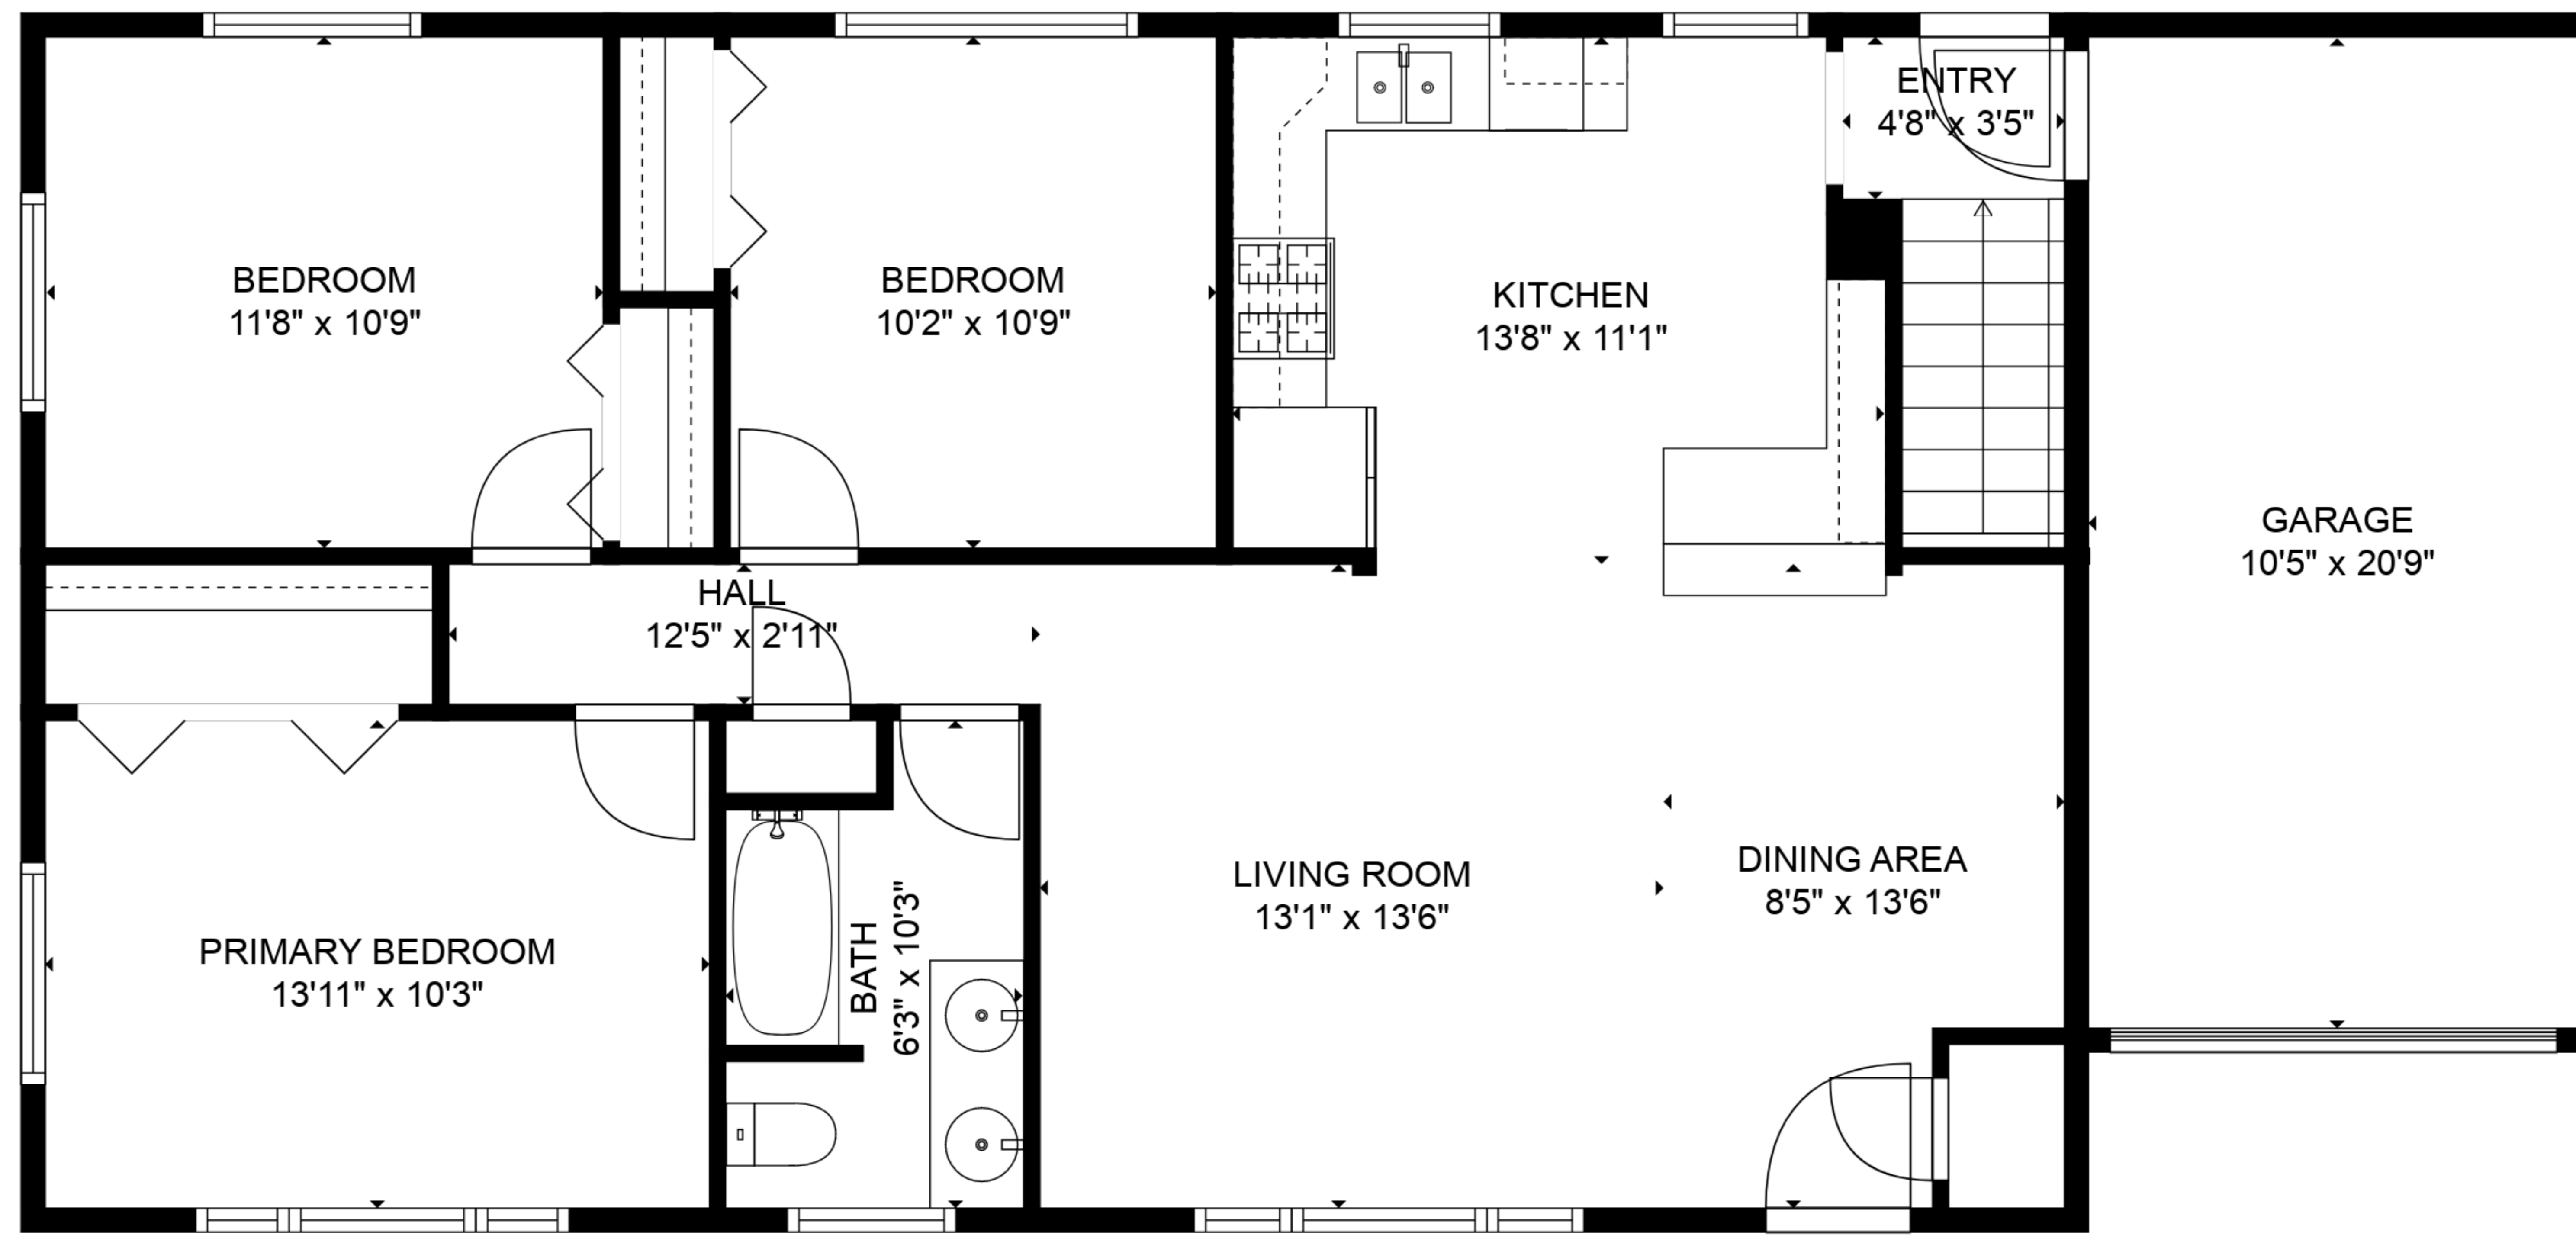 ENTRY
4'8" x 3'5"
BEDROOM
11'8" x 10'9"
BEDROOM
10'2" x 10'9"
KITCHEN
13'8" x 11'1"
GARAGE
10'5" x 20'9"
HALL
12'5" x 2'11"
LIVING ROOM
13'1" x 13'6"
DINING AREA
8'5" x 13'6"
PRIMARY BEDROOM
13'11" x 10'3"
BATH
6'3" x 10'3"